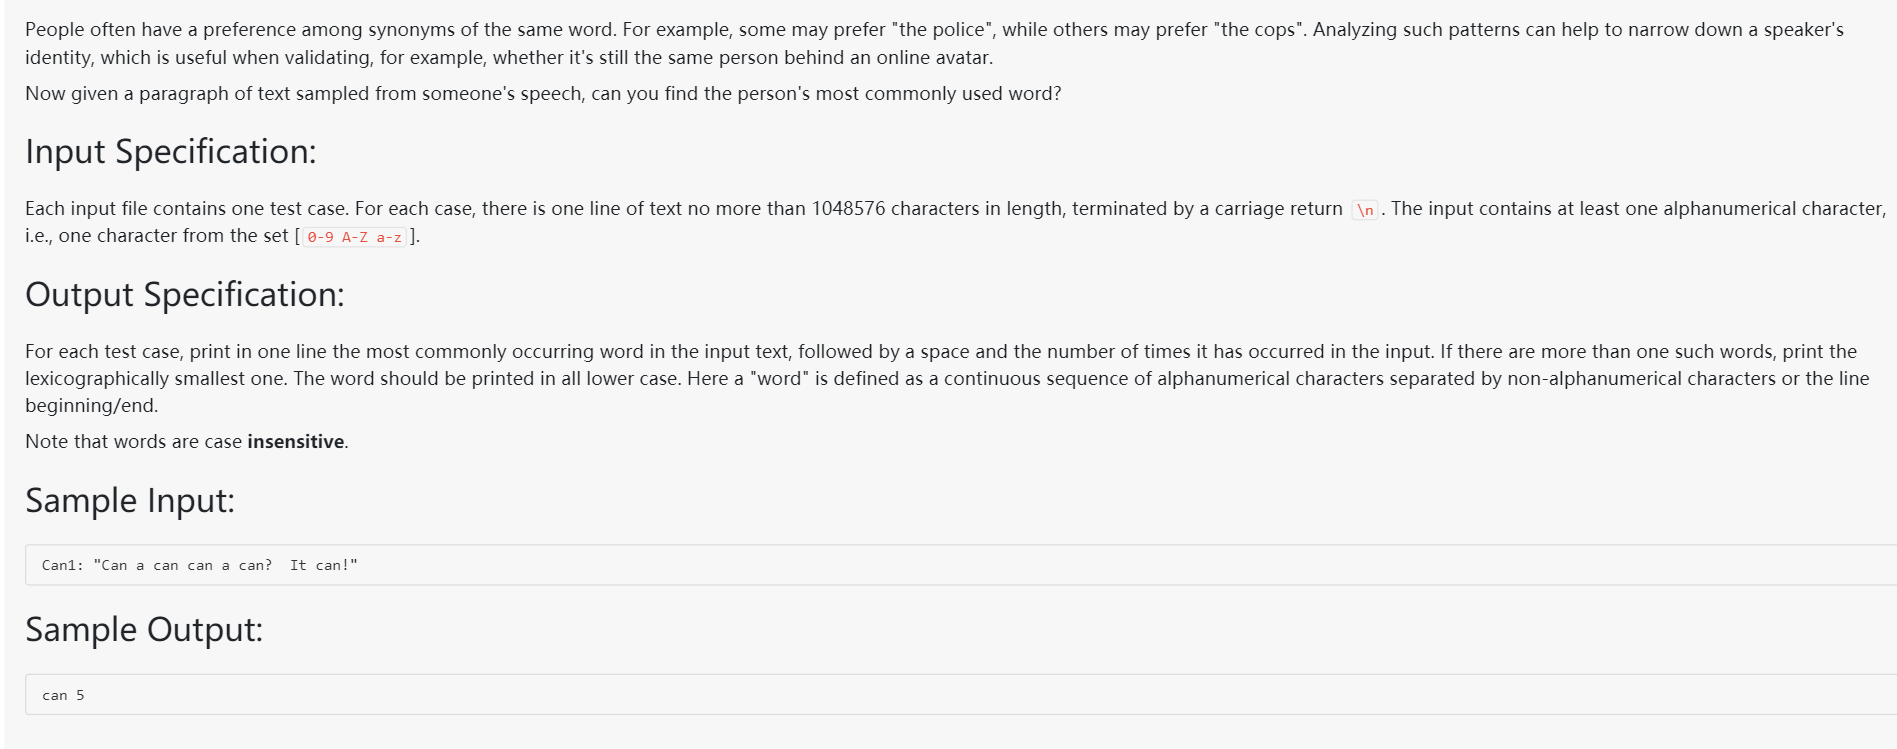 People often have a preference among synonyms of the same word. For example, some may prefer "the police", while others may prefer "the cops". Analyzing such patterns can help to narrow down a speaker's
identity, which is useful when validating, for example, whether it's still the same person behind an online avatar.
Now given a paragraph of text sampled from someone's speech, can you find the person's most commonly used word?
Input Specification:
Each input file contains one test case. For each case, there is one line of text no more than 1048576 characters in length, terminated by a carriage return \n. The input contains at least one alphanumerical character,
i.e., one character from the set [0-9 A-Z a-z].
Output Specification:
For each test case, print in one line the most commonly occurring word in the input text, followed by a space and the number of times it has occurred in the input. If there are more than one such words, print the
lexicographically smallest one. The word should be printed in all lower case. Here a "word" is defined as a continuous sequence of alphanumerical characters separated by non-alphanumerical characters or the line
beginning/end.
Note that words are case insensitive.
Sample Input:
Can1: "Can a can can a can?  It can!"
Sample Output:
can 5